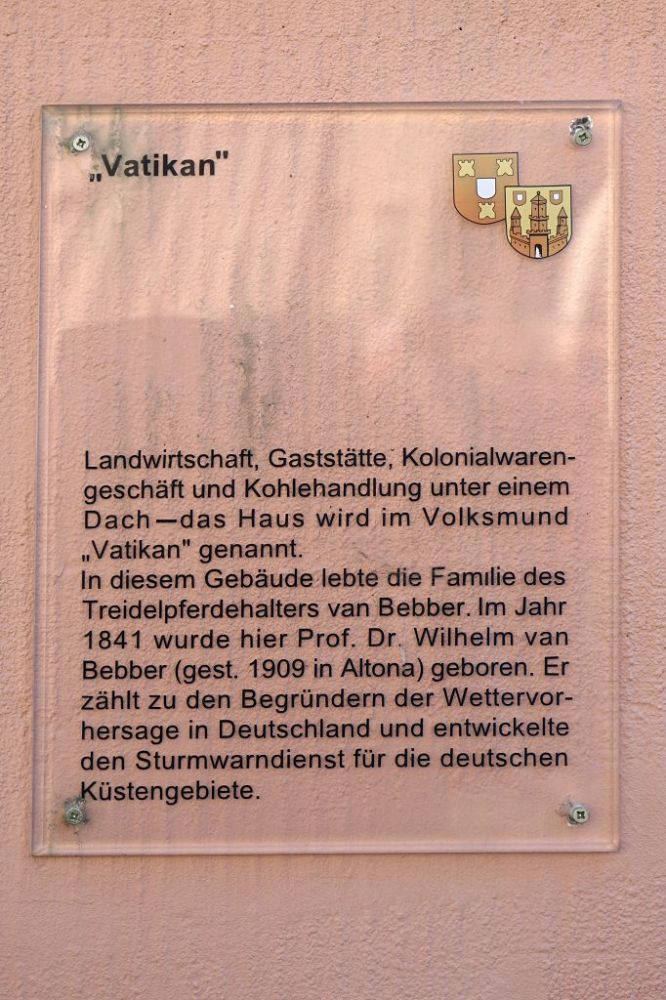 „Vatikan"
Landwirtschaft, Gaststätte, Kolonialwaren-
geschäft und Kohlehandlung unter einem
Dach—das Haus wird im Volksmund
„Vatikan" genannt.
In diesem Gebäude lebte die Familie des
Treidelpferdehalters van Bebber. Im Jahr
1841 wurde hier Prof. Dr. Wilhelm van
Bebber (gest. 1909 in Altona) geboren. Er
zählt zu den Begründern der Wettervor-
hersage in Deutschland und entwickelte
den Sturmwarndienst für die deutschen
Küstengebiete.